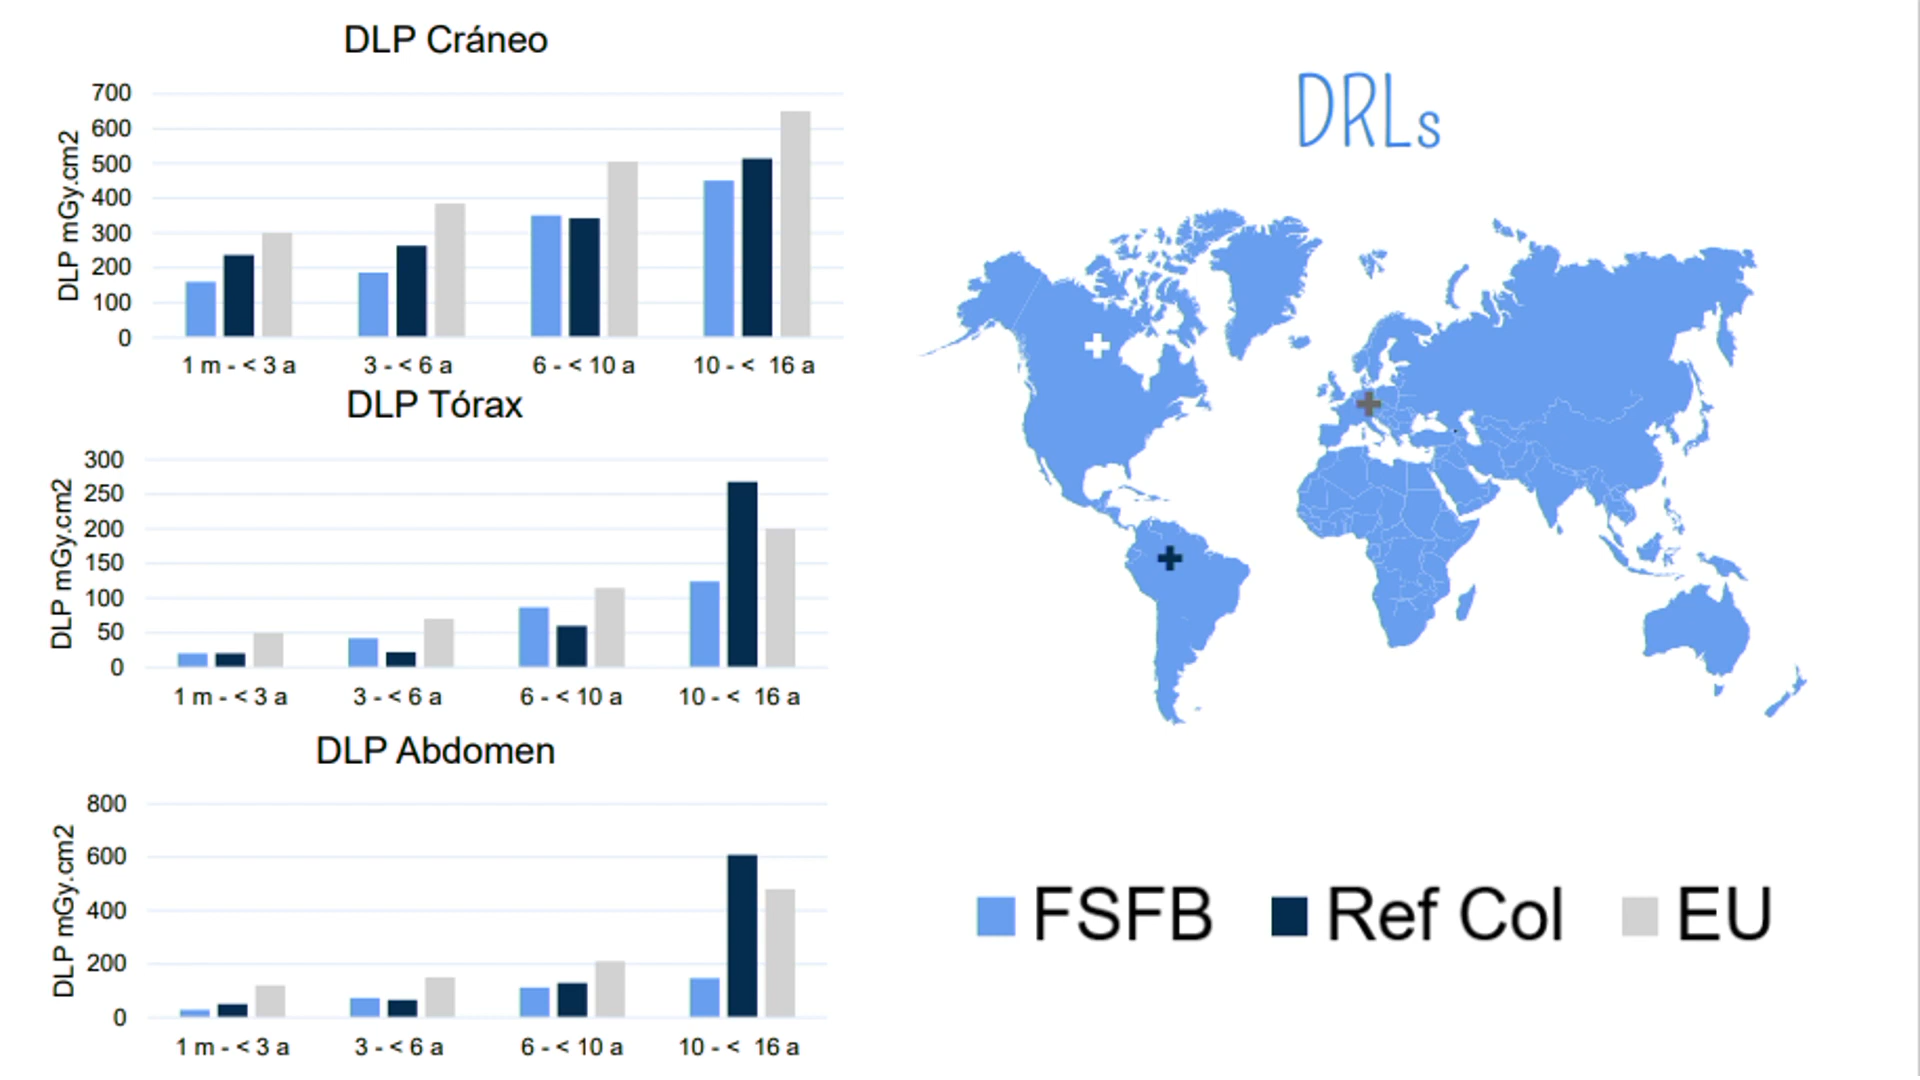 DLP Cráneo
700
600
500
400
300
200
100
0
DLP mGy.cm2
1 m - < 3 a
3 - < 6 a
6 - < 10 a
10 - < 16 a
DLP Tórax
300
250
200
150
100
50
0
DLP mGy.cm2
1 m - < 3 a
3 - < 6 a
6 - < 10 a
10 - < 16 a
DLP Abdomen
800
600
400
200
0
DLP mGy.cm2
1 m - < 3 a
3 - < 6 a
6 - < 10 a
10 - < 16 a
DRLs
FSFB
Ref Col
EU